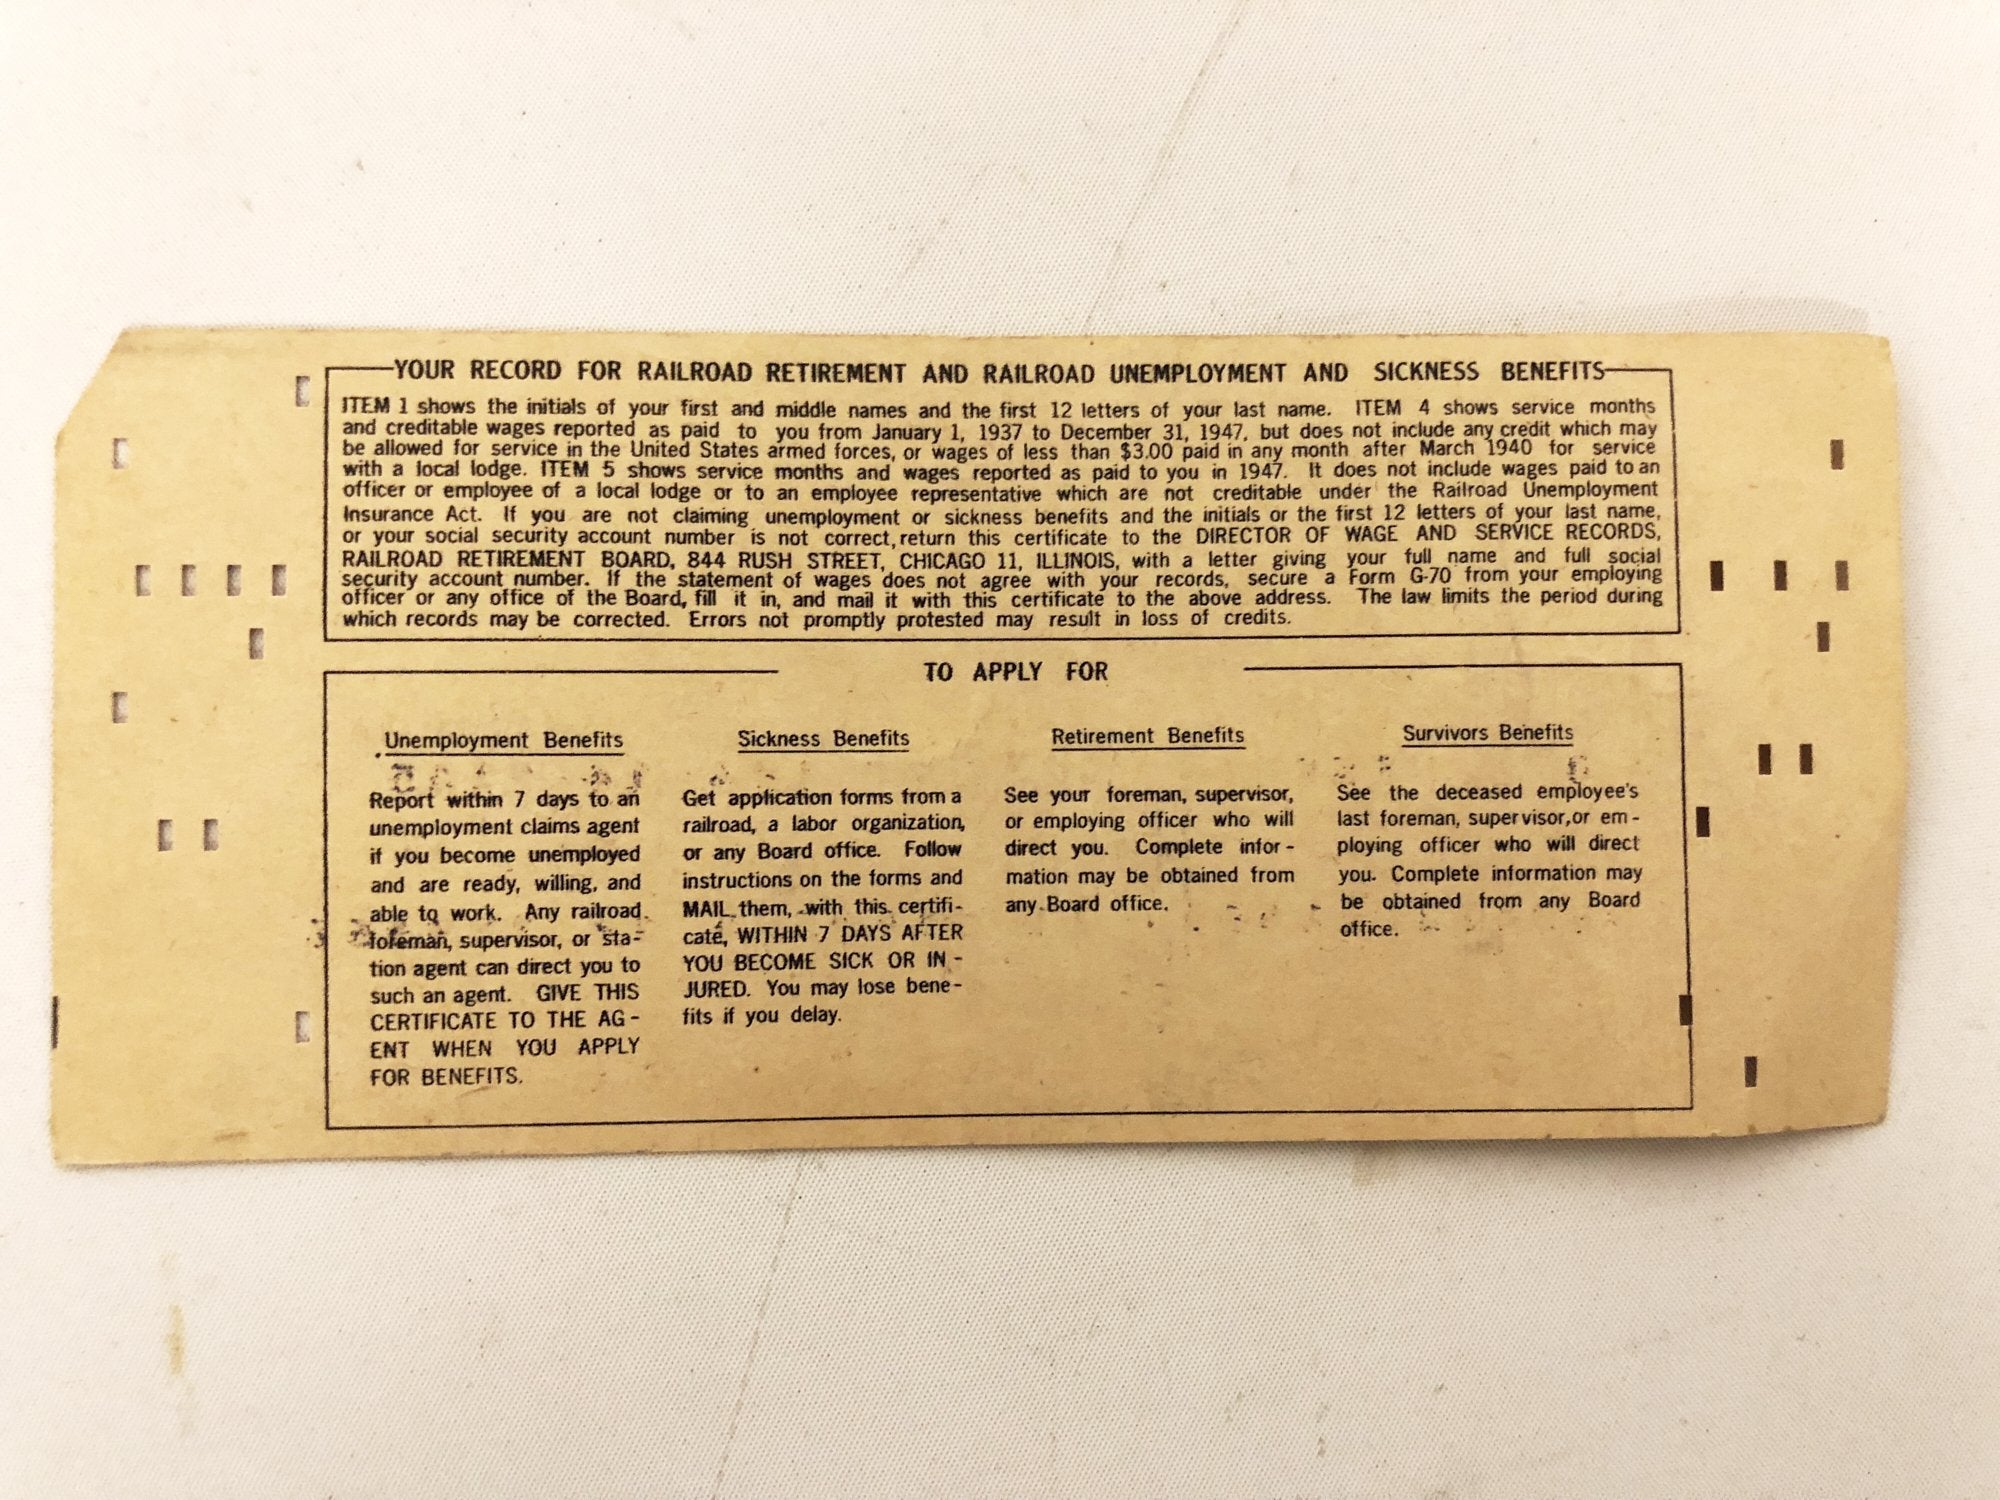 YOUR RECORD FOR RAILROAD RETIREMENT AND RAILROAD UNEMPLOYMENT AND SICKNESS BENEFITS
ITEM 1 shows the initials of your first and middle names and the first 12 letters of your last name. ITEM 4 shows service months
and creditable wages reported as paid to you from January 1, 1937 to December 31, 1947, but does not include any credit which may
be allowed for service in the United States armed forces, or wages of less than $3.00 paid in any month after March 1940 for service
with a local lodge. ITEM 5 shows service months and wages reported as paid to you in 1947. It does not include wages paid to an
officer or employee of a local lodge or to an employee representative which are not creditable under the Railroad Unemployment
Insurance Act. If you are not claiming unemployment or sickness benefits and the initials or the first 12 letters of your last name,
or your social security account number is not correct, return this certificate to the DIRECTOR OF WAGE AND SERVICE RECORDS,
RAILROAD RETIREMENT BOARD, 844 RUSH STREET, CHICAGO 11, ILLINOIS, with a letter giving your full name and full social
security account number. If the statement of wages does not agree with your records, secure a Form G-70 from your employing
officer or any office of the Board, fill it in, and mail it with this certificate to the above address. The law limits the period during
which records may be corrected. Errors not promptly protested may result in loss of credits.
TO APPLY FOR
Unemployment Benefits
Report within 7 days to an
unemployment claims agent
if you become unemployed
and are ready, willing, and
able to work. Any railroad
foreman, supervisor, or sta-
tion agent can direct you to
such an agent. GIVE THIS
CERTIFICATE TO THE AG-
ENT WHEN YOU APPLY
FOR BENEFITS.
Sickness Benefits
Get application forms from a
railroad, a labor organization,
or any Board office. Follow
instructions on the forms and
MAIL them, with this certifi-
cate, WITHIN 7 DAYS AFTER
YOU BECOME SICK OR IN-
JURED. You may lose bene-
fits if you delay.
Retirement Benefits
See your foreman, supervisor,
or employing officer who will
direct you. Complete infor-
mation may be obtained from
any Board office.
Survivors Benefits
See the deceased employee's
last foreman, supervisor, or em-
ploying officer who will direct
you. Complete information may
be obtained from any Board
office.